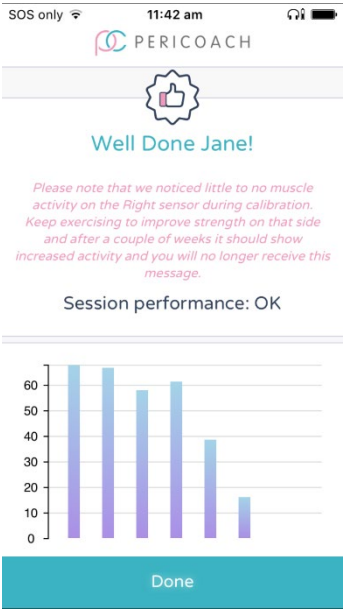 SOS only 11:42 am
PERICOACH
Well Done Jane!
Please note that we noticed little to no muscle
activity on the Right sensor during calibration.
Keep exercising to improve strength on that side
and after a couple of weeks it should show
increased activity and you will no longer receive this
message.
Session performance: OK
60
50
40
30
20
10
0
Done